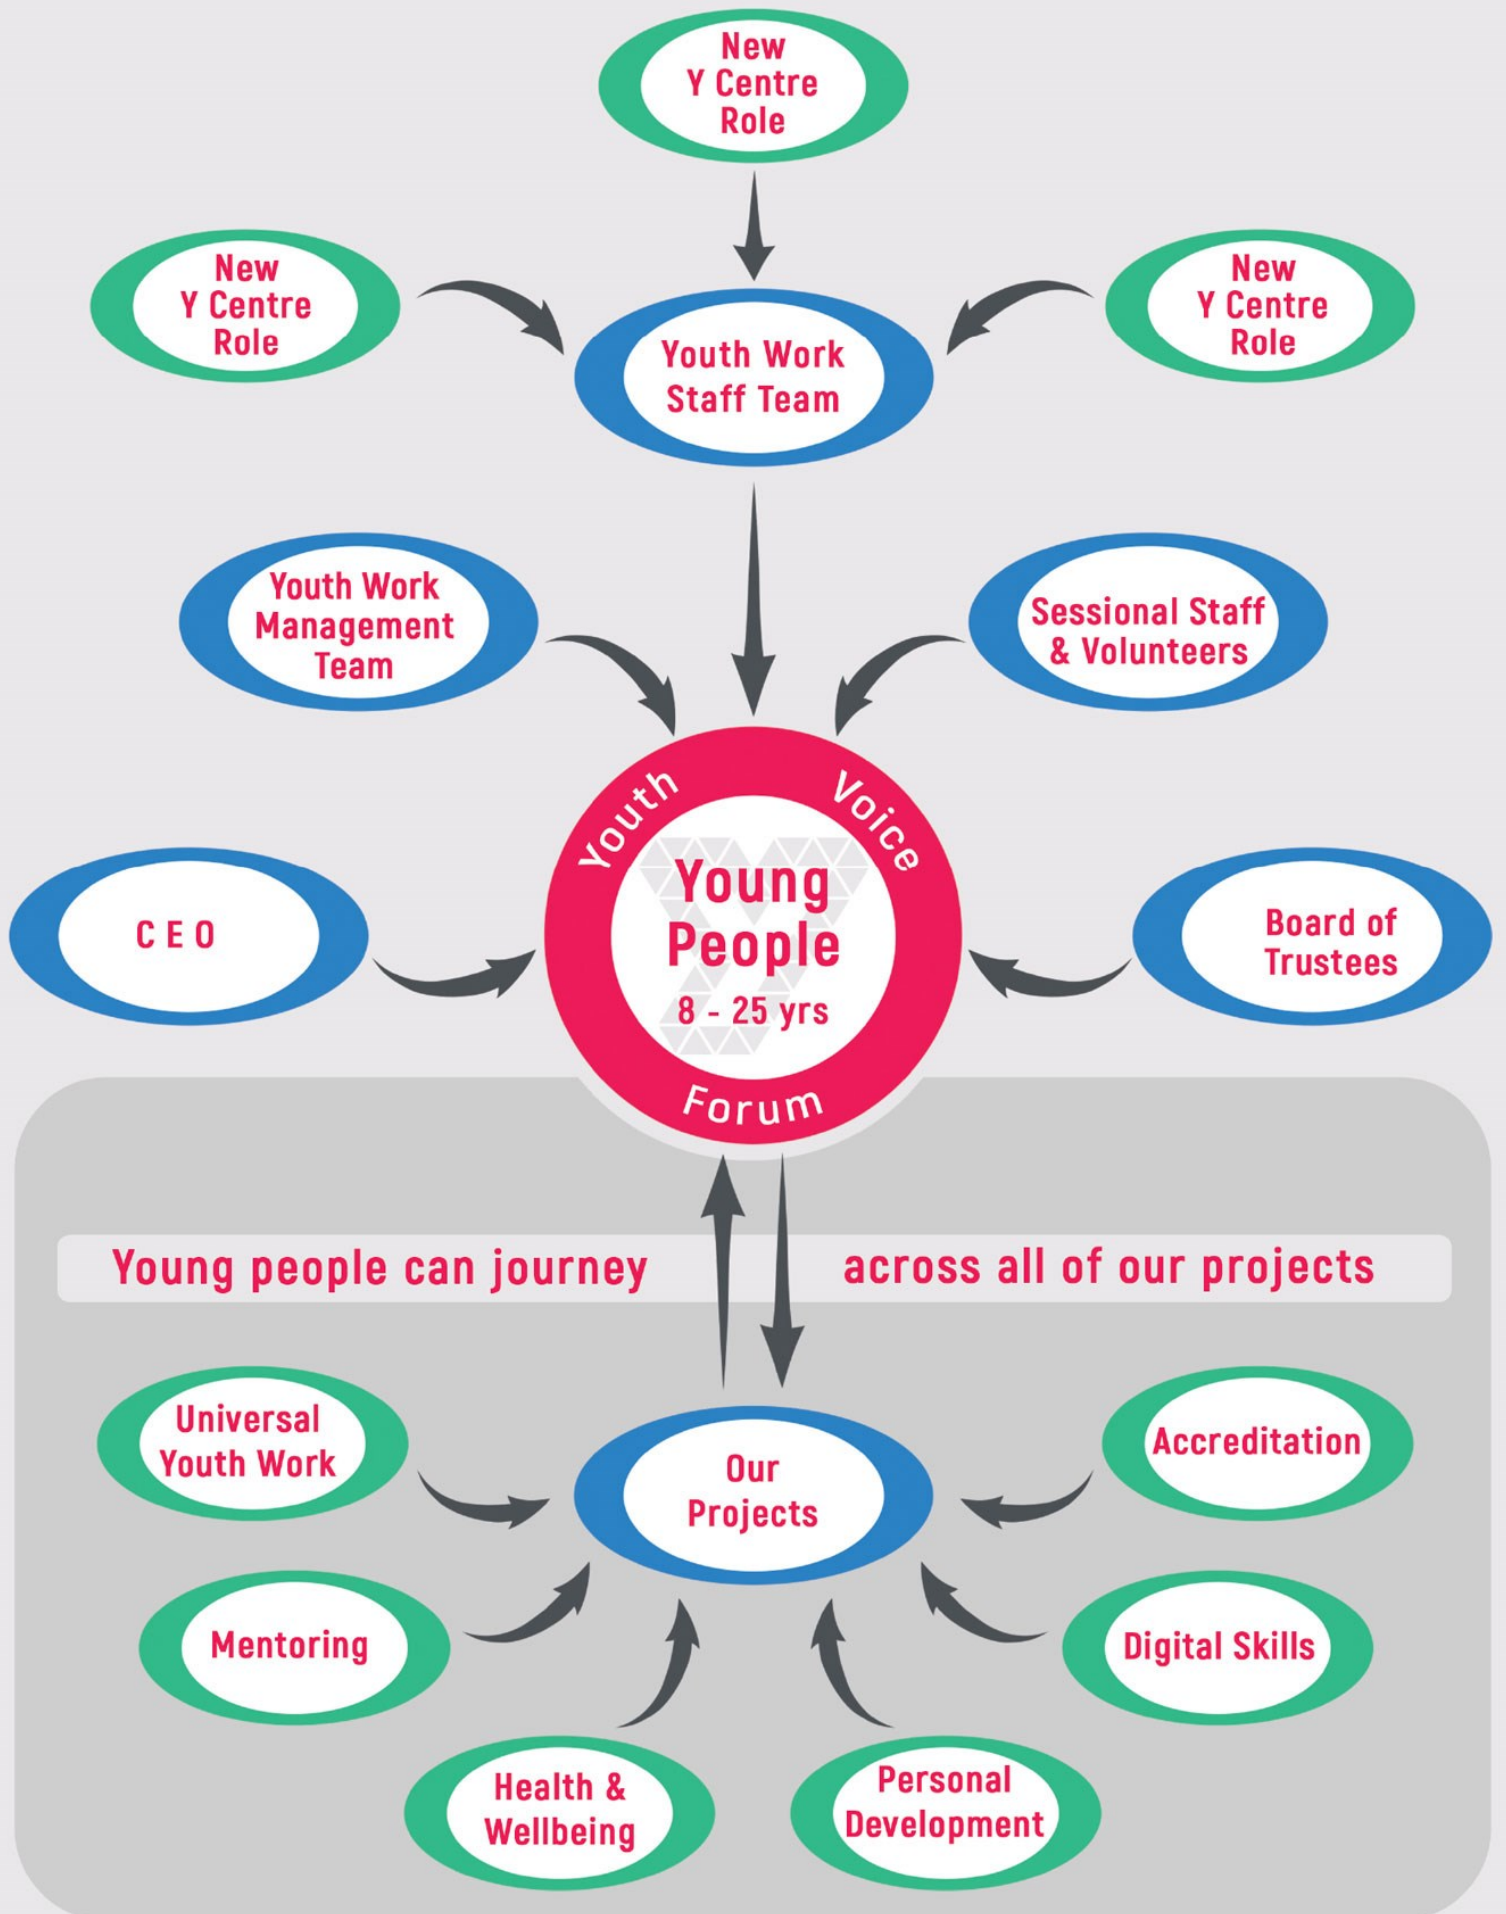 New
Y Centre
Role
New
Y Centre
Role
New
Y Centre
Role
Youth Work
Staff Team
Youth Work
Management
Team
Sessional Staff
& Volunteers
Youth Voice
Young
People
8 - 25 yrs
Forum
CEO
Board of
Trustees
Young people can journey across all of our projects
Universal
Youth Work
Our
Projects
Accreditation
Mentoring
Digital Skills
Health &
Wellbeing
Personal
Development